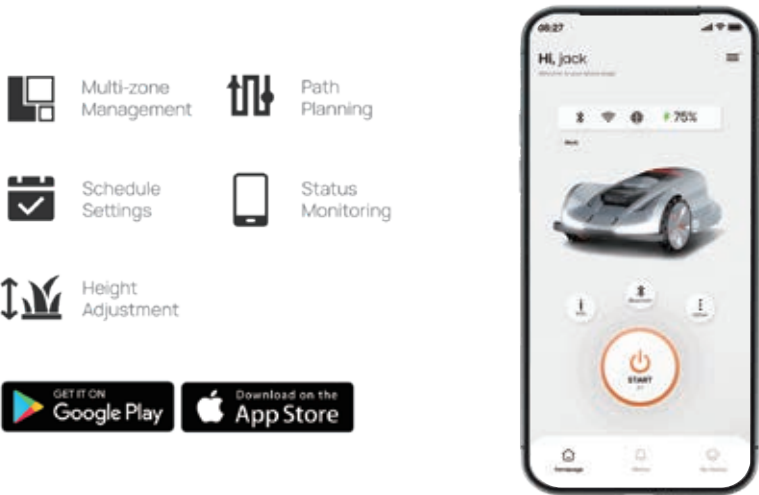 Multi-zone
Management
Path
Planning
Schedule
Settings
Status
Monitoring
Height
Adjustment
GET IT ON
Google Play
Download on the
App Store
08:27
Hi, jack
75%
START
Homepage